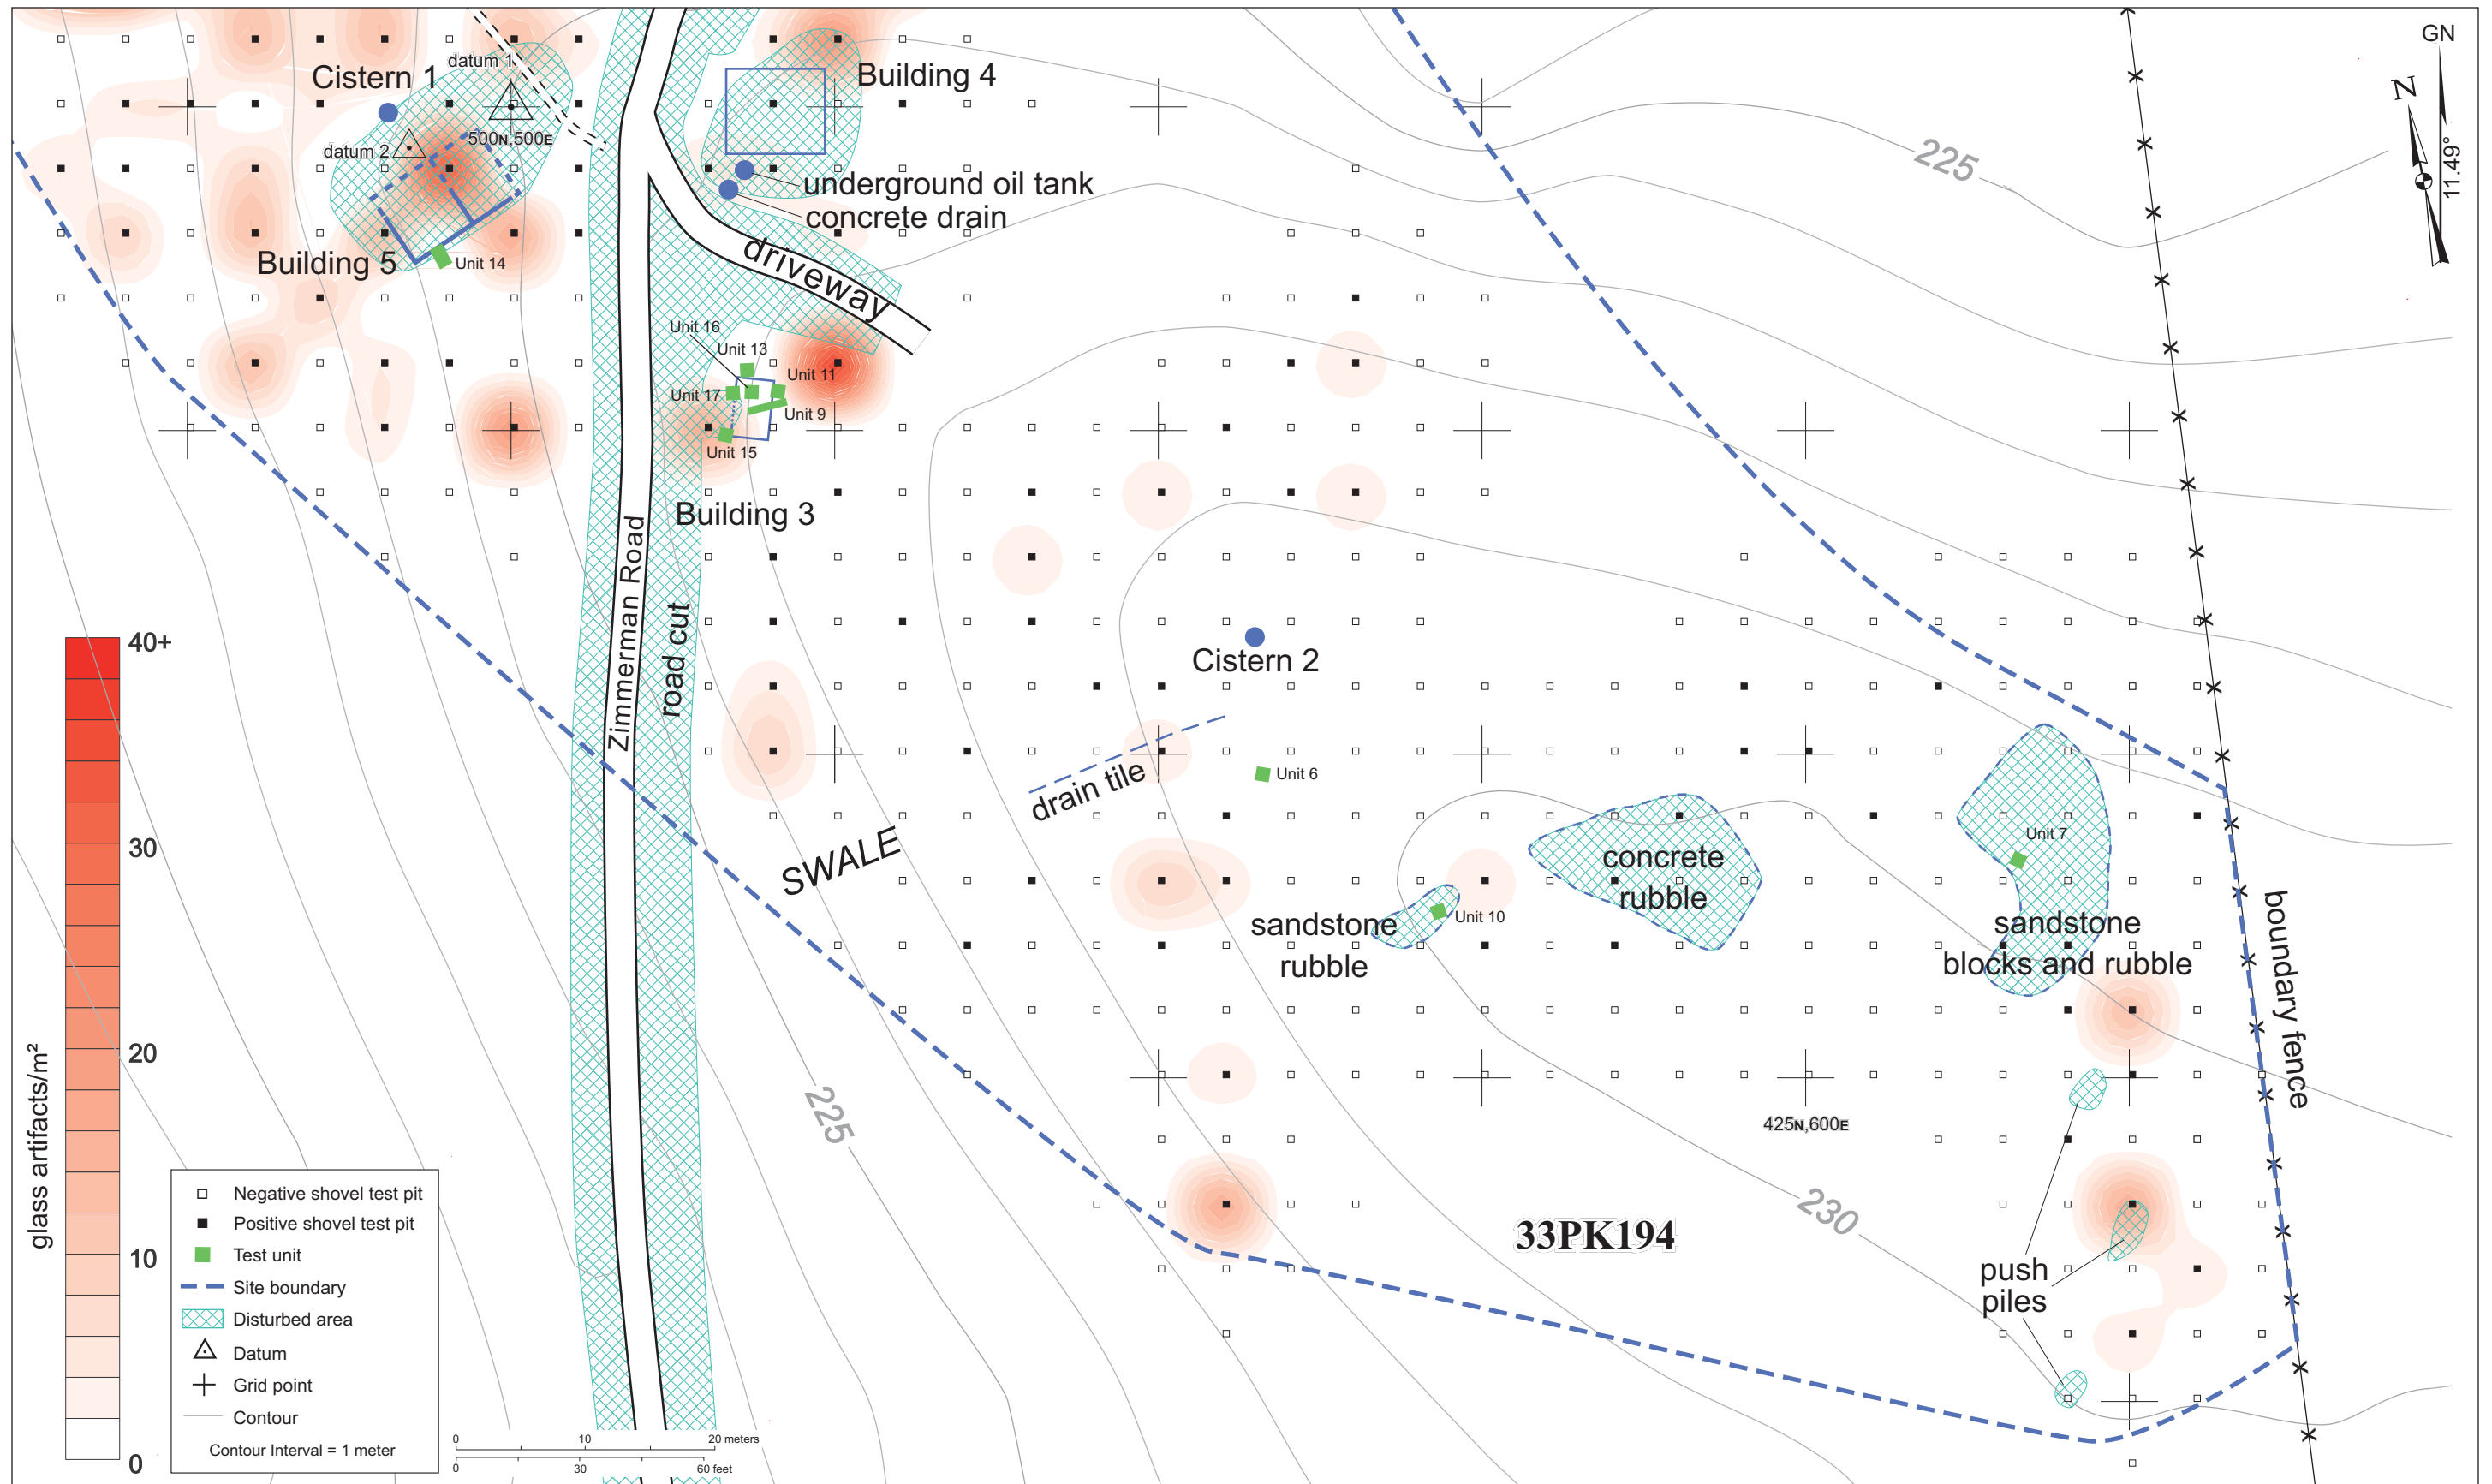 GN
N
11.49°
225
datum 1
Cistern 1
Building 4
500N,500E
datum 2
underground oil tank
concrete drain
driveway
Building 5
Unit 14
Unit 16
Unit 13
Unit 11
Unit 17
Unit 9
Unit 15
Building 3
Zimmerman Road
road cut
Cistern 2
drain tile
Unit 6
SWALE
sandstone
rubble
Unit 10
concrete
rubble
Unit 7
sandstone
blocks and rubble
boundary fence
225
425N,600E
230
33PK194
push
piles
40+
30
20
10
0
glass artifacts/m²
Negative shovel test pit
Positive shovel test pit
Test unit
Site boundary
Disturbed area
Datum
Grid point
Contour
Contour Interval = 1 meter
0 10 20 meters
0 30 60 feet